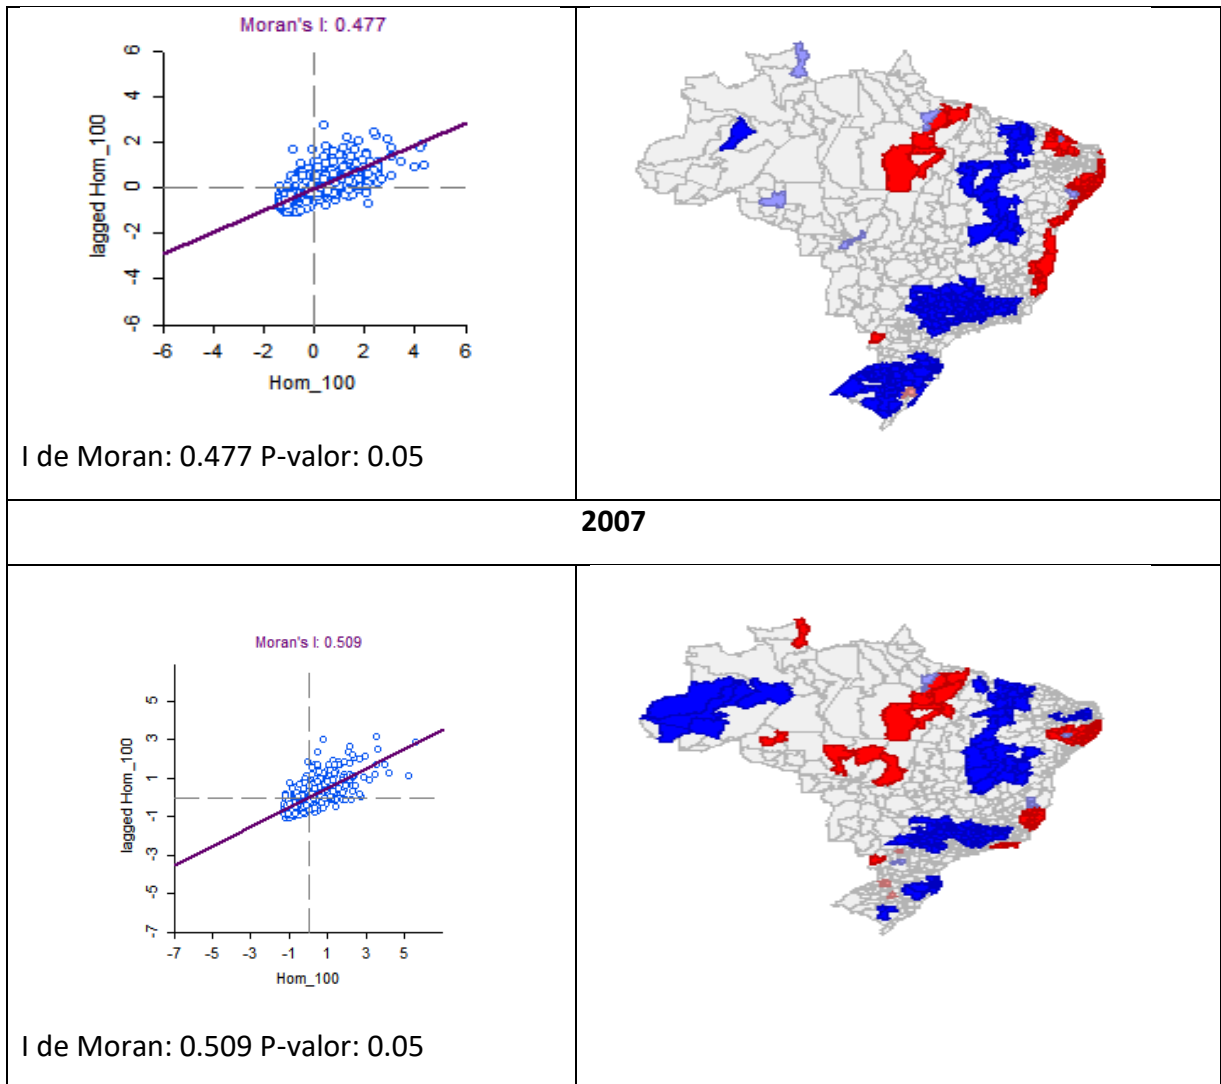 Moran's I: 0.477
6
4
2
0
-2
-4
-6
lagged Hom_100
-6 -4 -2 0 2 4 6
Hom_100
I de Moran: 0.477 P-valor: 0.05
2007
Moran's I: 0.509
5
3
1
-1
-3
-5
-7
lagged Hom_100
-7 -5 -3 -1 1 3 5
Hom_100
I de Moran: 0.509 P-valor: 0.05